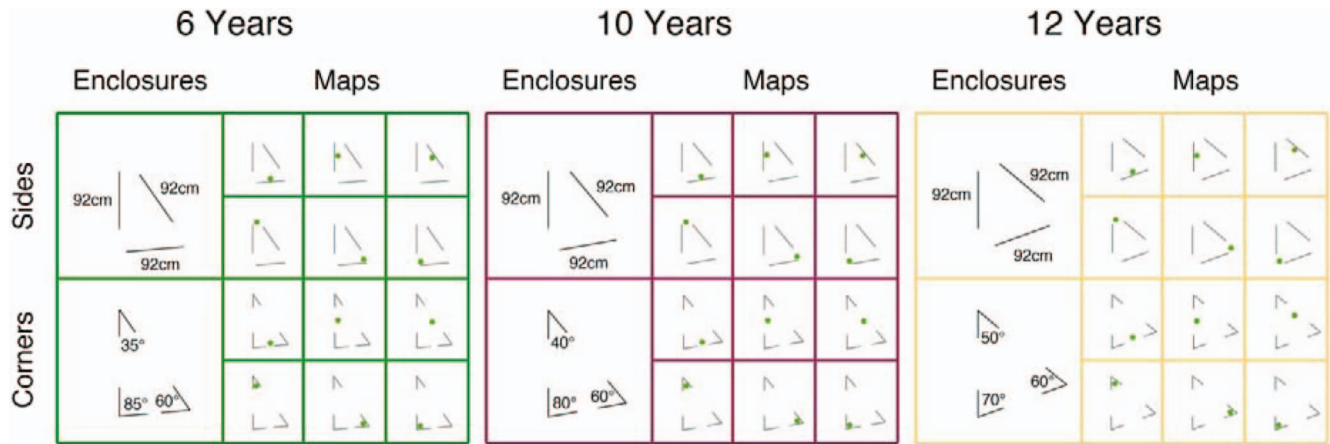 6 Years
10 Years
12 Years
Enclosures
Maps
Enclosures
Maps
Enclosures
Maps
Sides
92cm
92cm
92cm
92cm
92cm
92cm
92cm
92cm
92cm
Corners
35°
85°
60°
40°
80°
60°
50°
70°
60°